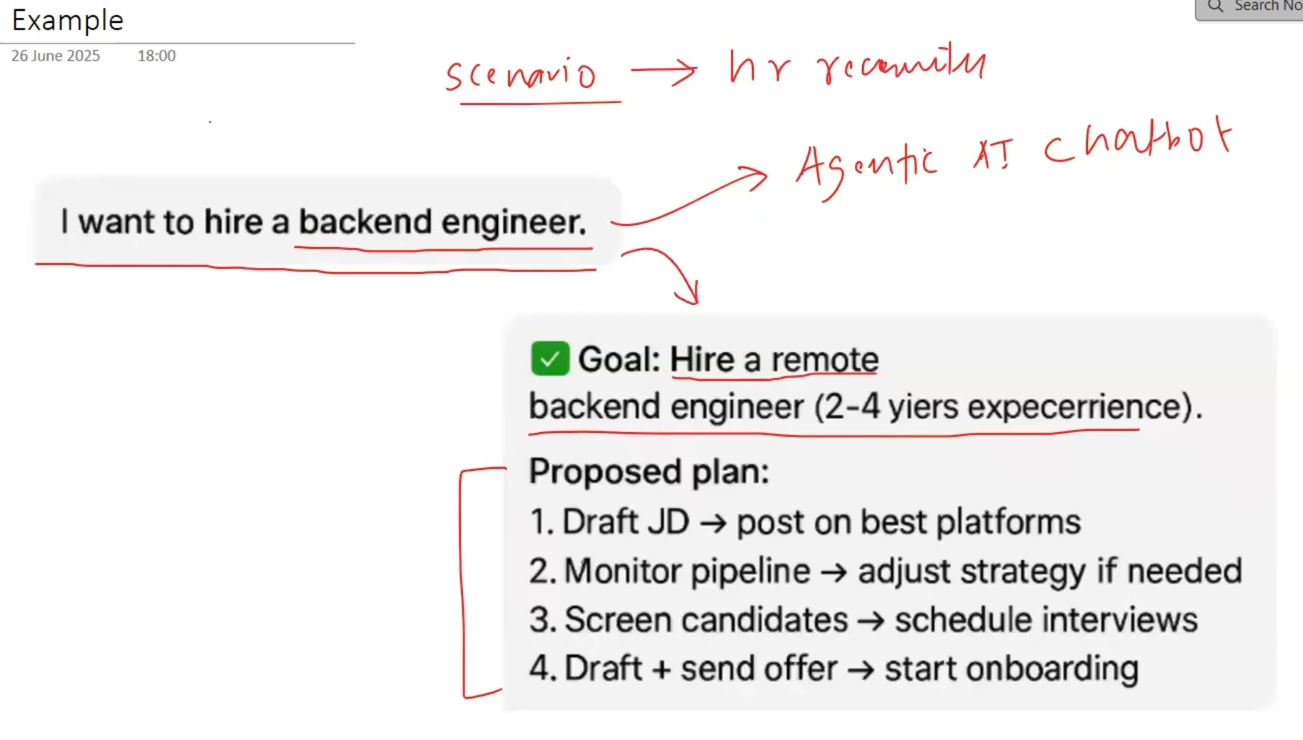 Example
Search No
26 June 2025 18:00
scenario → hr recruiter
Agentic AI Chatbot
I want to hire a backend engineer.
✅ Goal: Hire a remote
backend engineer (2-4 yiers expecerrience).
Proposed plan:
1. Draft JD → post on best platforms
2. Monitor pipeline → adjust strategy if needed
3. Screen candidates → schedule interviews
4. Draft + send offer → start onboarding